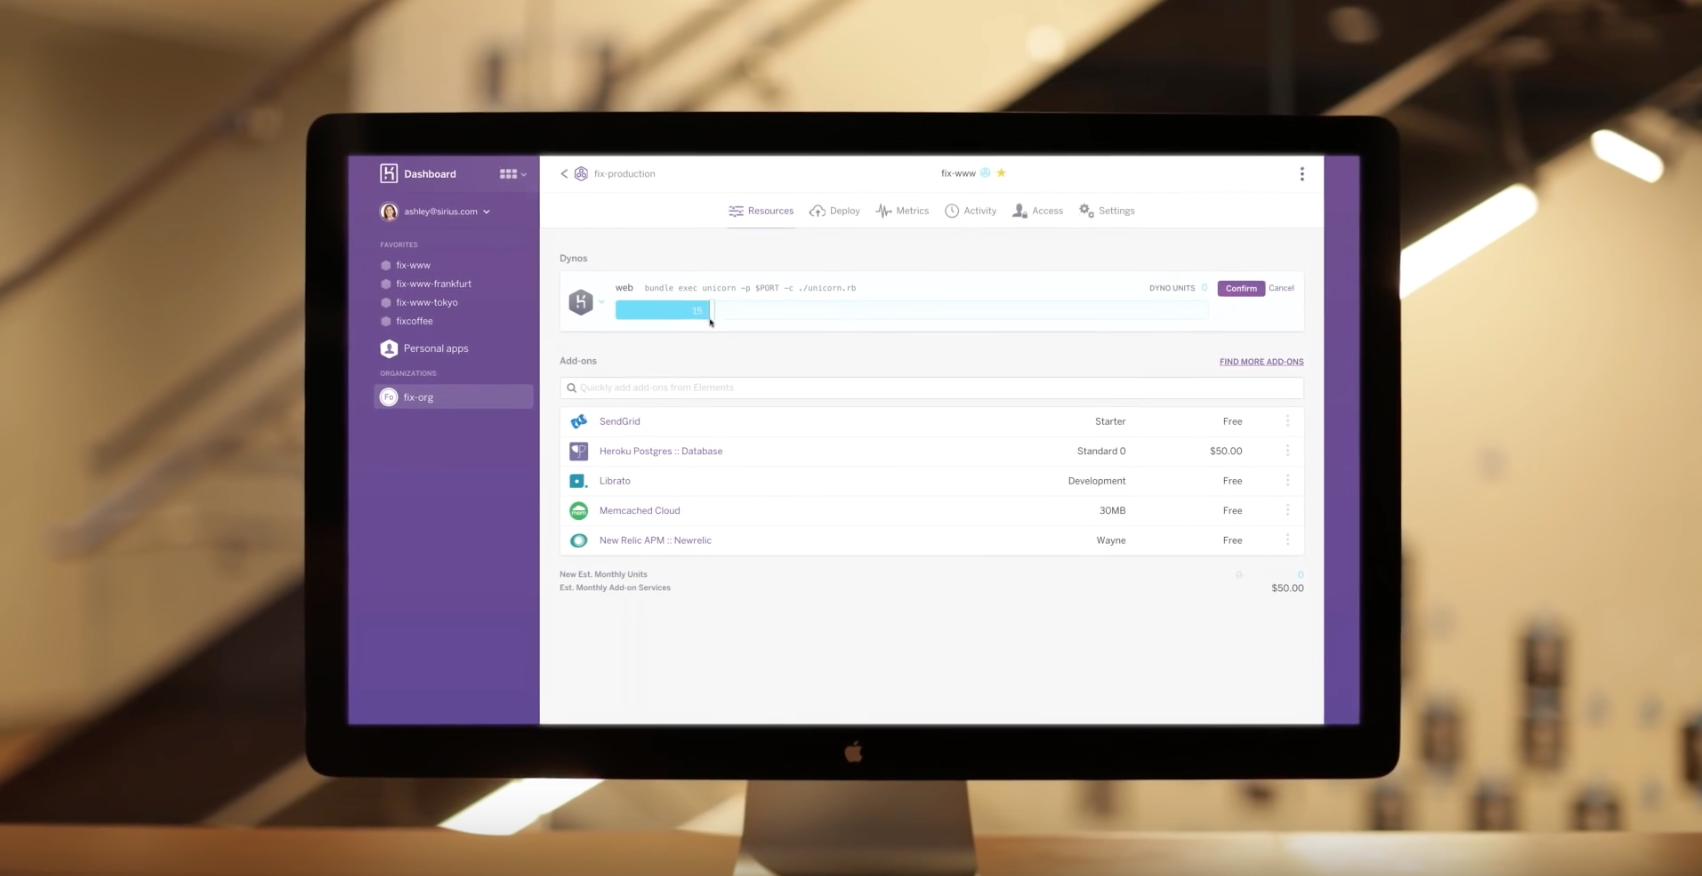 Dashboard
ashley@sirius.com
FAVORITES
fix-www
fix-www-frankfurt
fix-www-tokyo
fixcoffee
Personal apps
ORGANIZATIONS
Fo fix-org
fix-production
fix-www
Resources Deploy Metrics Activity Access Settings
Dynos
web bundle exec unicorn -p $PORT -c ./unicorn.rb DYNO UNITS 0 Confirm Cancel
15
Add-ons FIND MORE ADD-ONS
Quickly add add-ons from Elements
SendGrid Starter Free
Heroku Postgres :: Database Standard 0 $50.00
Librato Development Free
Memcached Cloud 30MB Free
New Relic APM :: Newrelic Wayne Free
New Est. Monthly Units 0 0
Est. Monthly Add-on Services $50.00